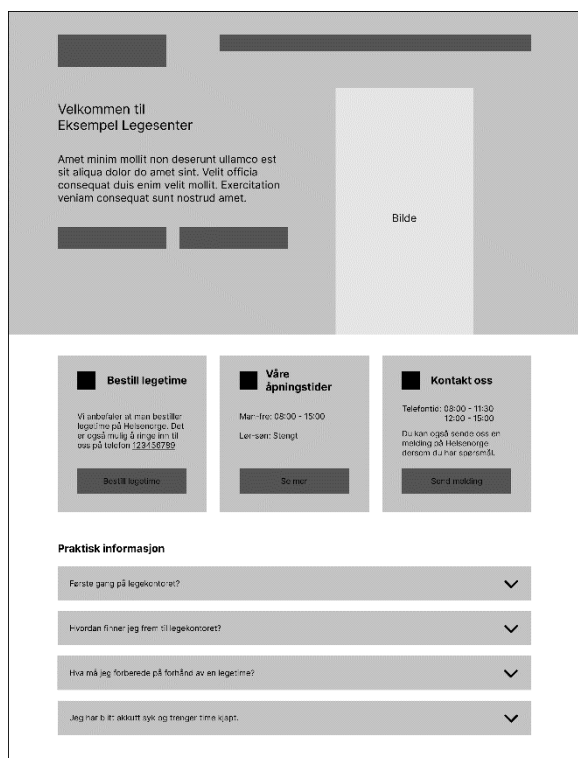 Velkommen til
Eksempel Legesenter
Amet minim mollit non deserunt ullamco est
sit aliqua dolor do amet sint. Velit officia
consequat duis enim velit mollit. Exercitation
veniam consequat sunt nostrud amet.
Bilde
Bestill legetime
Vi anbefaler at man bestiller
legetime på Helsenorge. Det
er også mulig å ringe inn til
oss på telefon 123456789
Bestill legetime
Våre
åpningstider
Man-fre: 08:00 - 15:00
Lør-søn: Stengt
Se mer
Kontakt oss
Telefontid: 08:00 - 11:30
12:00 - 15:00
Du kan også sende oss en
melding på Helsenorge
dersom du har spørsmål.
Send melding
Praktisk informasjon
Første gang på legekontoret?
Hvordan finner jeg frem til legekontoret?
Hva må jeg forberede på forhånd av en legetime?
Jeg har blitt akkutt syk og trenger time kjapt.